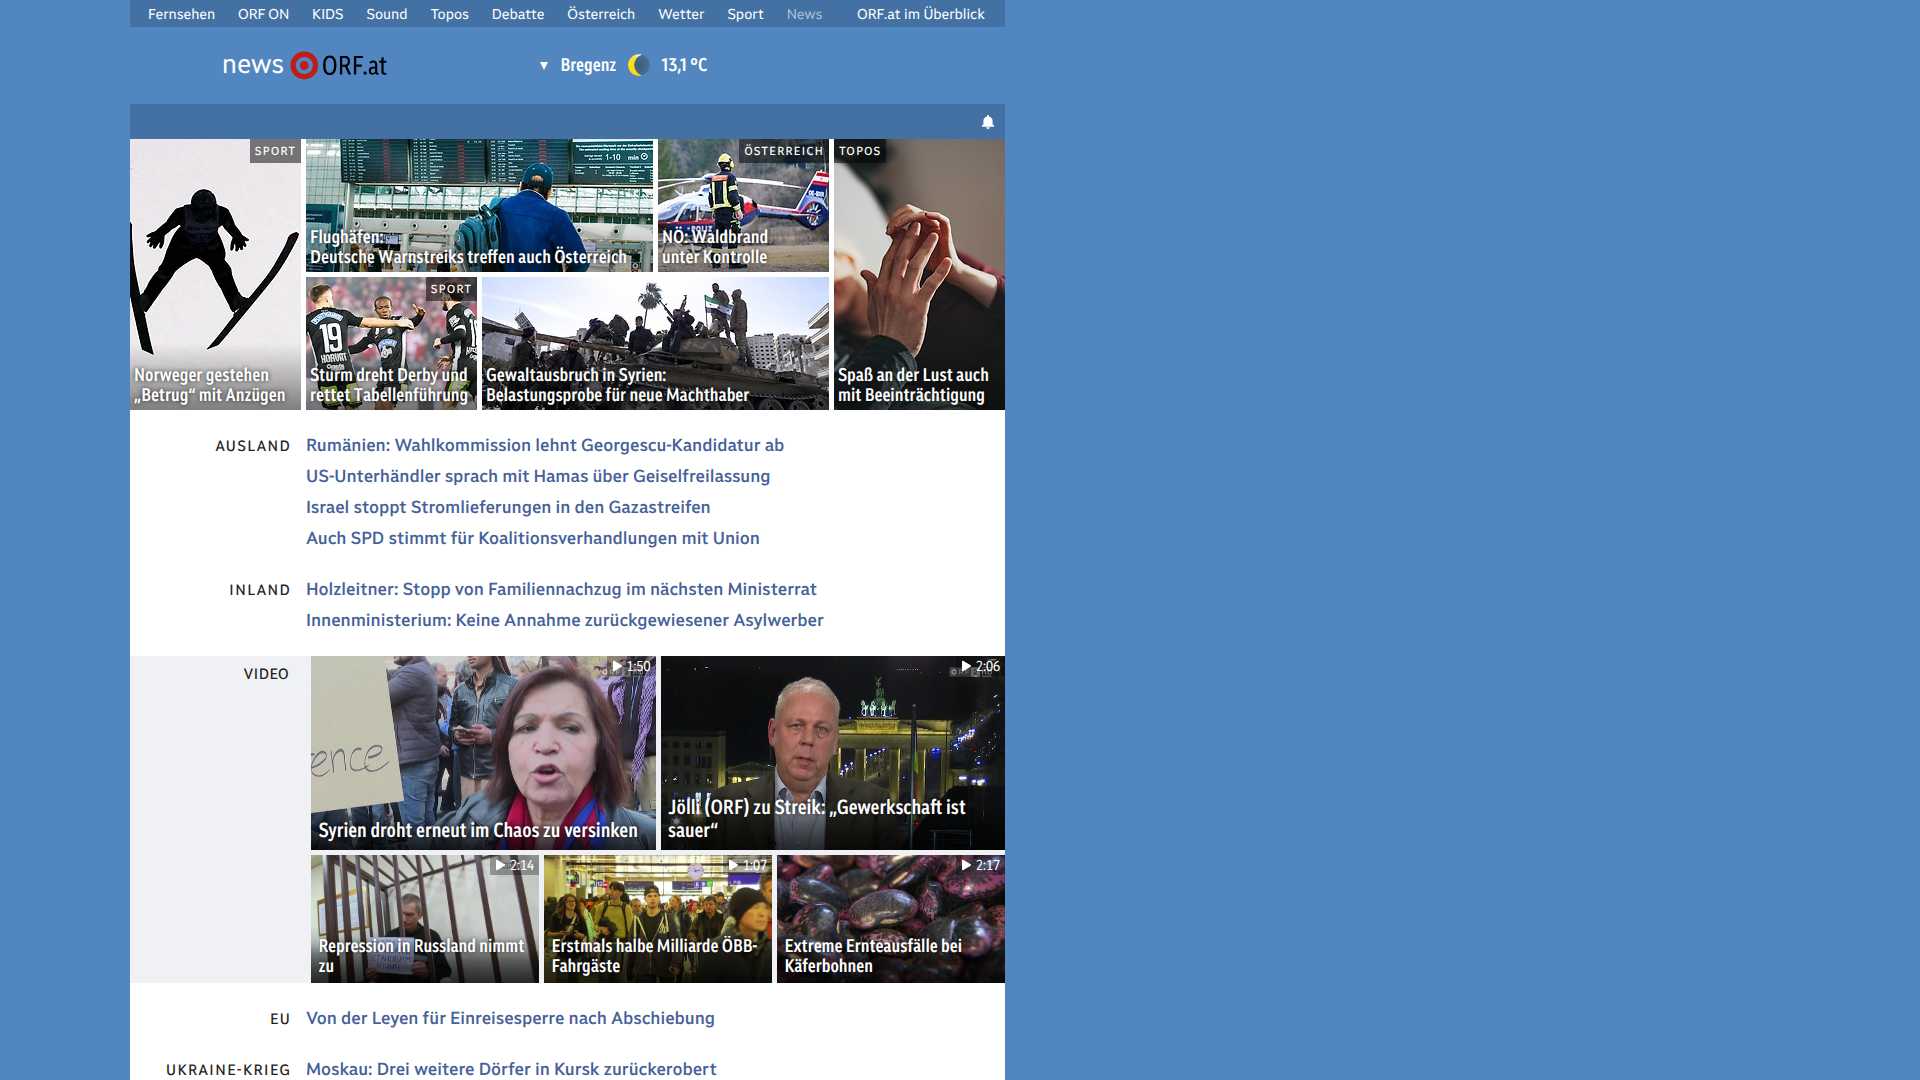 Fernsehen ORF ON KIDS Sound Topos Debatte Österreich Wetter Sport News ORF.at im Überblick
news ORF.at
Bregenz 13,1 °C
SPORT
Norweger gestehen
„Betrug“ mit Anzügen
Flughäfen:
Deutsche Warnstreiks treffen auch Österreich
ÖSTERREICH
NÖ: Waldbrand
unter Kontrolle
TOPOS
Spaß an der Lust auch
mit Beeinträchtigung
SPORT
19
HORVAT
Sturm dreht Derby und
rettet Tabellenführung
Gewaltausbruch in Syrien:
Belastungsprobe für neue Machthaber
AUSLAND
Rumänien: Wahlkommission lehnt Georgescu-Kandidatur ab
US-Unterhändler sprach mit Hamas über Geiselfreilassung
Israel stoppt Stromlieferungen in den Gazastreifen
Auch SPD stimmt für Koalitionsverhandlungen mit Union
INLAND
Holzleitner: Stopp von Familiennachzug im nächsten Ministerrat
Innenministerium: Keine Annahme zurückgewiesener Asylwerber
VIDEO
1:50
ence
Syrien droht erneut im Chaos zu versinken
2:06
Jölli (ORF) zu Streik: „Gewerkschaft ist
sauer“
2:14
Repression in Russland nimmt
zu
1:07
Erstmals halbe Milliarde ÖBB-
Fahrgäste
2:17
Extreme Ernteausfälle bei
Käferbohnen
EU
Von der Leyen für Einreisesperre nach Abschiebung
UKRAINE-KRIEG
Moskau: Drei weitere Dörfer in Kursk zurückerobert